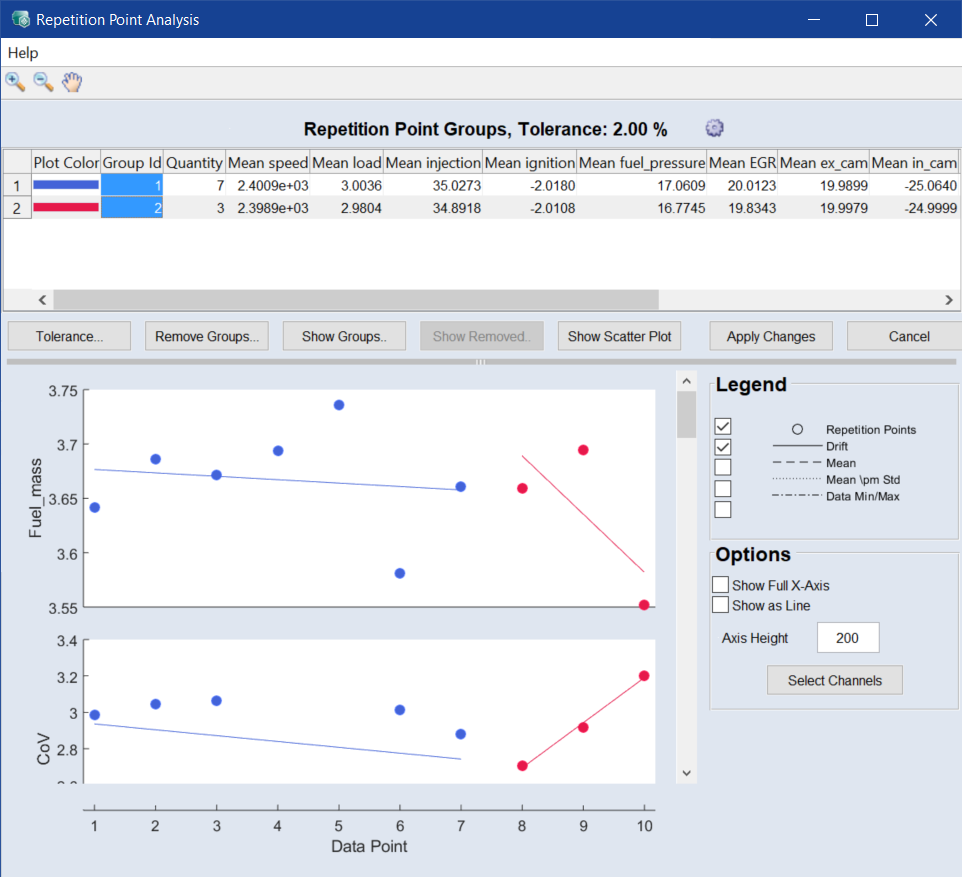 Repetition Point Analysis
Help
Repetition Point Groups, Tolerance: 2.00 %
Plot Color Group Id Quantity Mean speed Mean load Mean injection Mean ignition Mean fuel_pressure Mean EGR Mean ex_cam Mean in_cam
1 1 7 2.4009e+03 3.0036 35.0273 -2.0180 17.0609 20.0123 19.9899 -25.0640
2 2 3 2.3989e+03 2.9804 34.8918 -2.0108 16.7745 19.8343 19.9979 -24.9999
Tolerance... Remove Groups... Show Groups.. Show Removed.. Show Scatter Plot Apply Changes Cancel
3.75
3.7
3.65
3.6
3.55
Fuel_mass
3.4
3.2
3
2.8
CoV
1 2 3 4 5 6 7 8 9 10
Data Point
Legend
Repetition Points
Drift
Mean
Mean \pm Std
Data Min/Max
Options
Show Full X-Axis
Show as Line
Axis Height 200
Select Channels